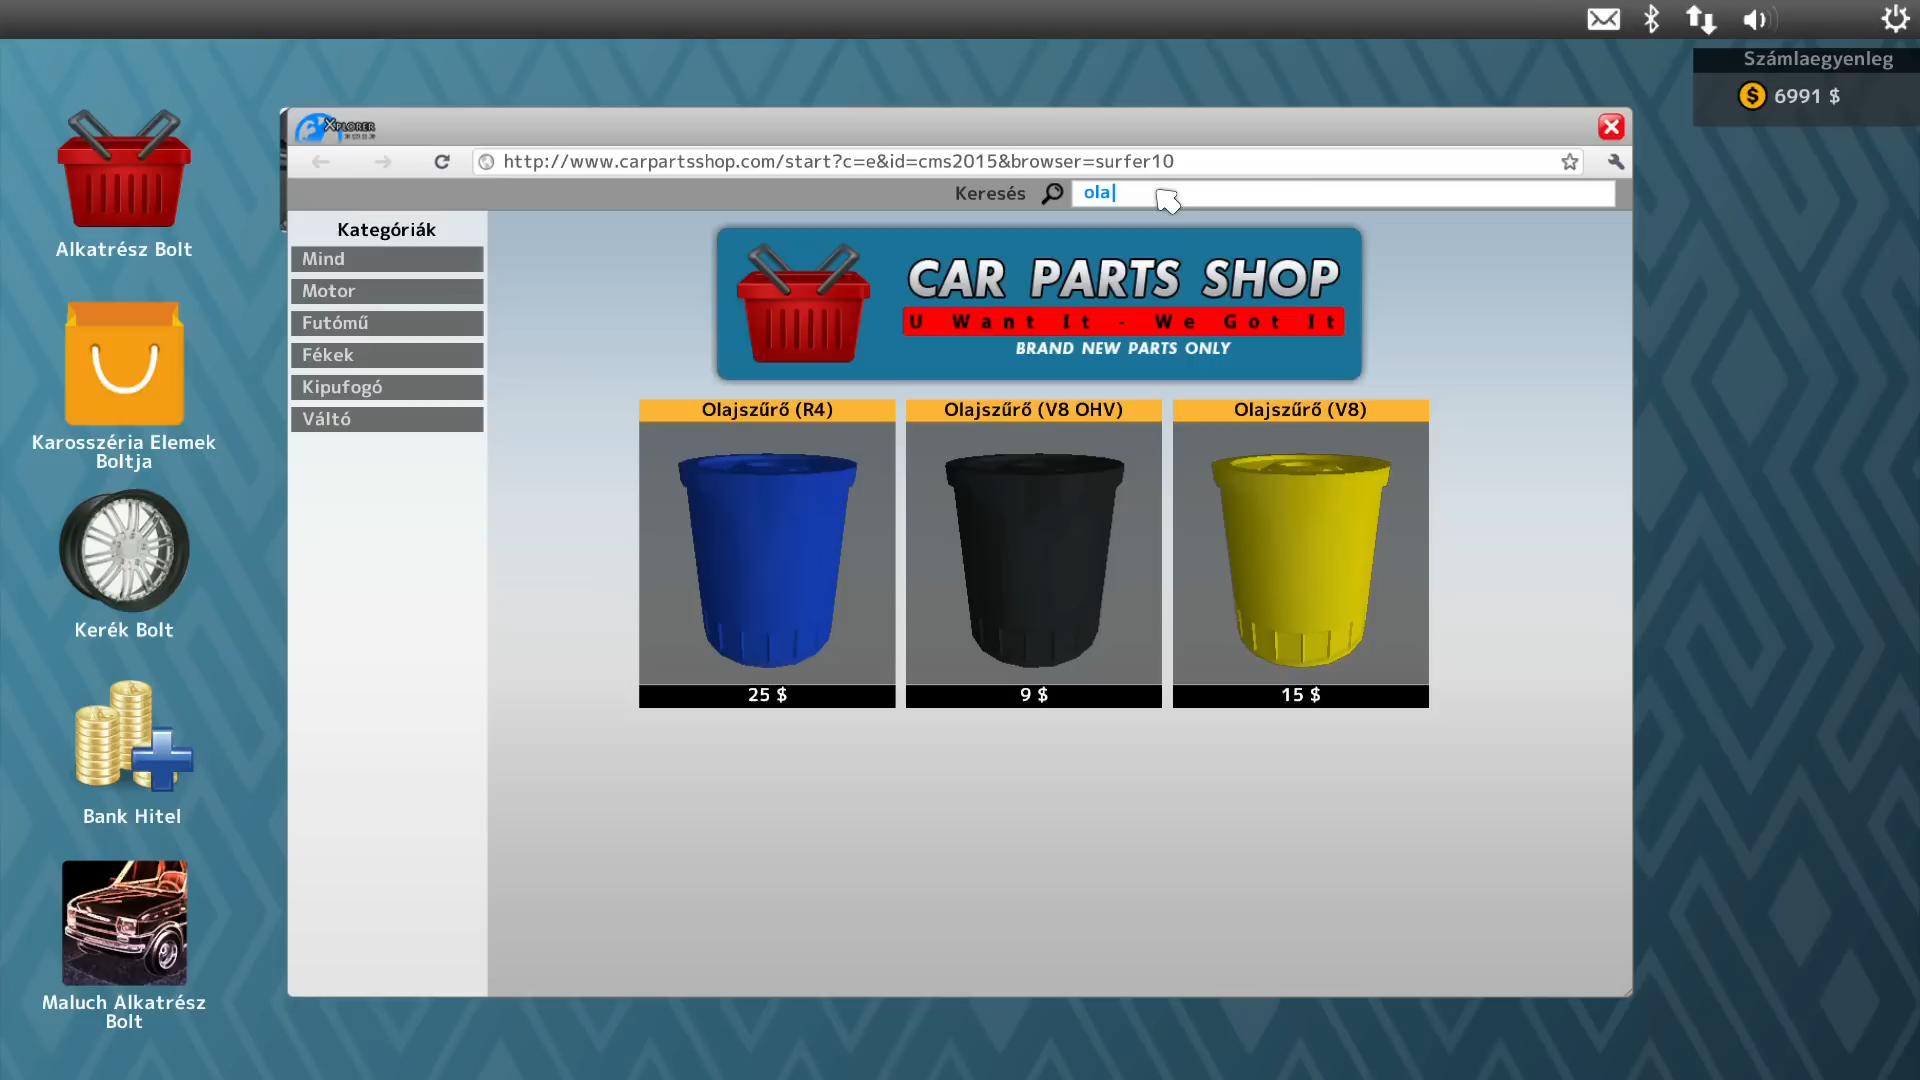 Számlaegyenleg
6991 $
XPLORER
http://www.carpartsshop.com/start?c=e&id=cms2015&browser=surfer10
Keresés
ola
Kategóriák
Mind
Motor
Futómű
Fékek
Kipufogó
Váltó
CAR PARTS SHOP
U Want It - We Got It
BRAND NEW PARTS ONLY
Olajszűrő (R4)
Olajszűrő (V8 OHV)
Olajszűrő (V8)
25 $
9 $
15 $
Alkatrész Bolt
Karosszéria Elemek
Boltja
Kerék Bolt
Bank Hitel
Maluch Alkatrész
Bolt